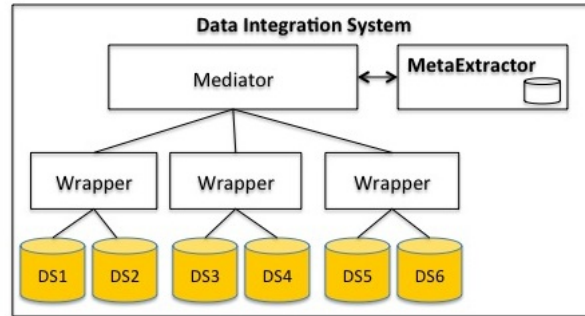 Data Integration System
MetaExtractor
Mediator
Wrapper Wrapper Wrapper
DS1 DS2 DS3 DS4 DS5 DS6